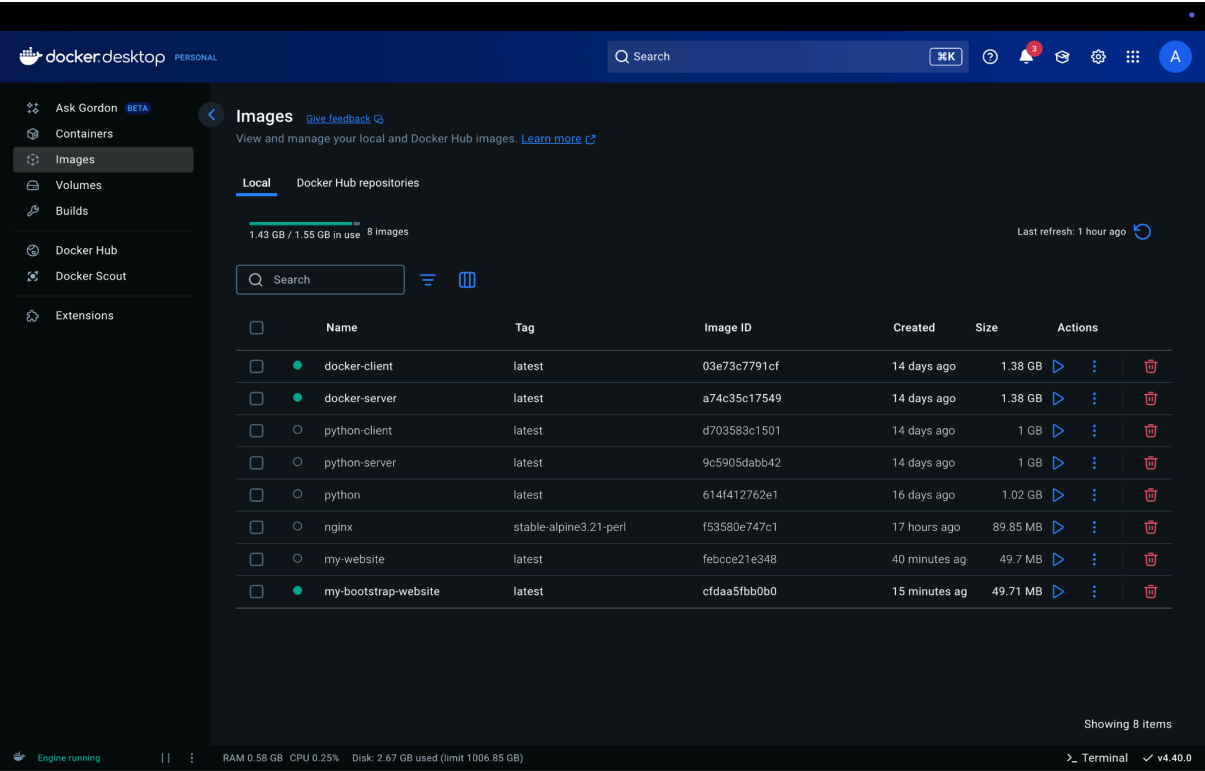 docker.desktop PERSONAL
Search
⌘K
3
A
Ask Gordon BETA
Containers
Images
Volumes
Builds
Docker Hub
Docker Scout
Extensions
Images Give feedback
View and manage your local and Docker Hub images. Learn more
Local Docker Hub repositories
1.43 GB / 1.55 GB in use 8 images
Last refresh: 1 hour ago
Search
Name Tag Image ID Created Size Actions
docker-client latest 03e73c7791cf 14 days ago 1.38 GB
docker-server latest a74c35c17549 14 days ago 1.38 GB
python-client latest d703583c1501 14 days ago 1 GB
python-server latest 9c5905dabb42 14 days ago 1 GB
python latest 614f412762e1 16 days ago 1.02 GB
nginx stable-alpine3.21-perl f53580e747c1 17 hours ago 89.85 MB
my-website latest febcce21e348 40 minutes ag 49.7 MB
my-bootstrap-website latest cfdaa5fbb0b0 15 minutes ag 49.71 MB
Showing 8 items
Engine running
RAM 0.58 GB CPU 0.25% Disk: 2.67 GB used (limit 1006.85 GB)
Terminal
v4.40.0